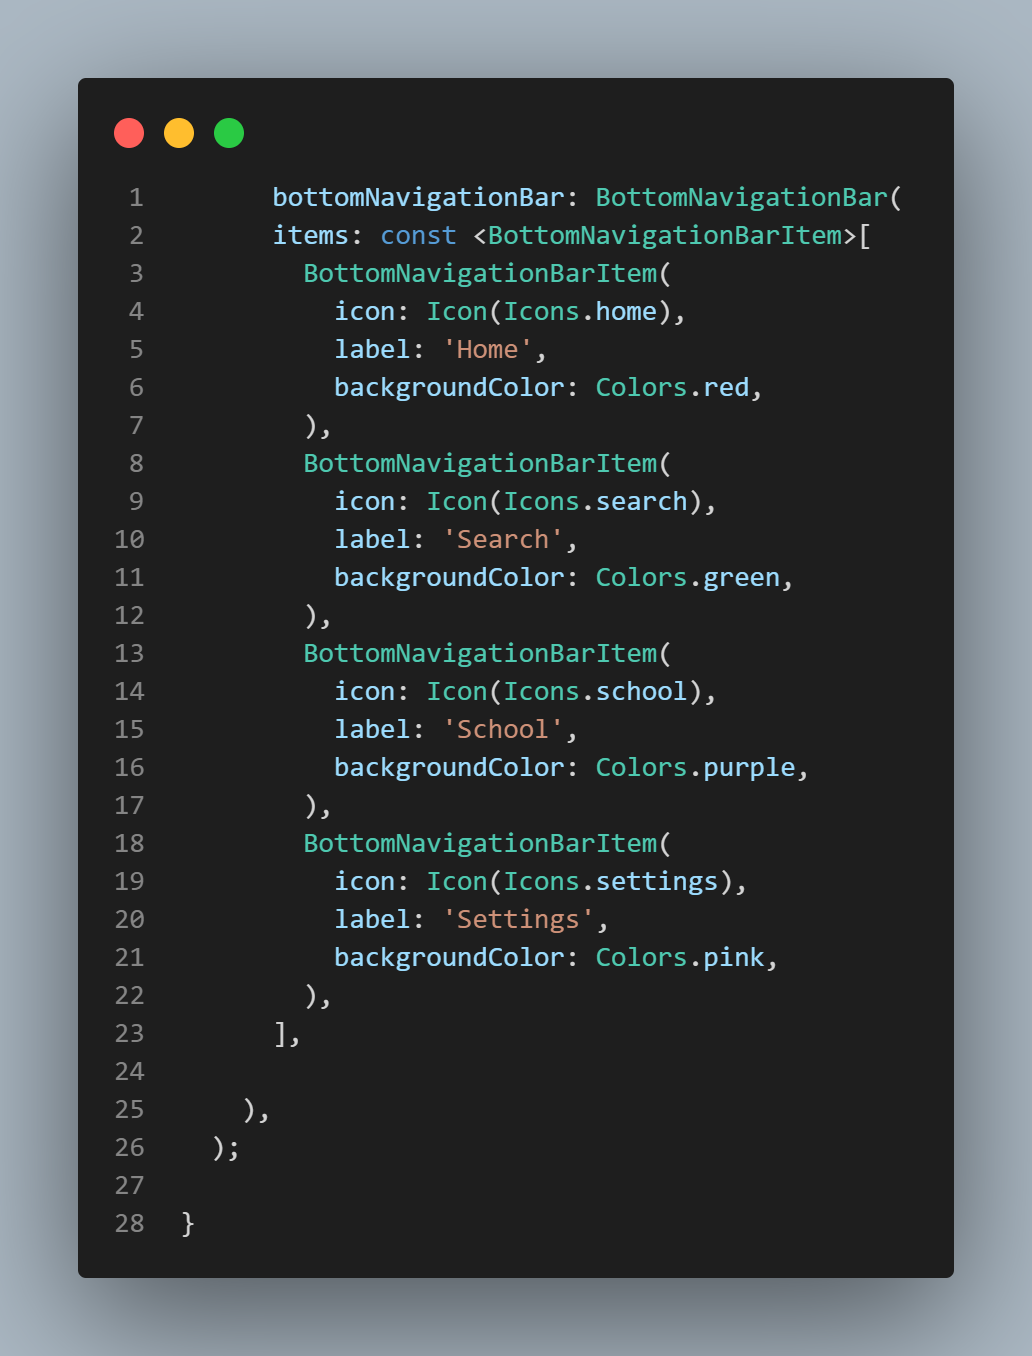 1 bottomNavigationBar: BottomNavigationBar(
2 items: const <BottomNavigationBarItem>[
3 BottomNavigationBarItem(
4 icon: Icon(Icons.home),
5 label: 'Home',
6 backgroundColor: Colors.red,
7 ),
8 BottomNavigationBarItem(
9 icon: Icon(Icons.search),
10 label: 'Search',
11 backgroundColor: Colors.green,
12 ),
13 BottomNavigationBarItem(
14 icon: Icon(Icons.school),
15 label: 'School',
16 backgroundColor: Colors.purple,
17 ),
18 BottomNavigationBarItem(
19 icon: Icon(Icons.settings),
20 label: 'Settings',
21 backgroundColor: Colors.pink,
22 ),
23 ],
24
25 ),
26 );
27
28 }